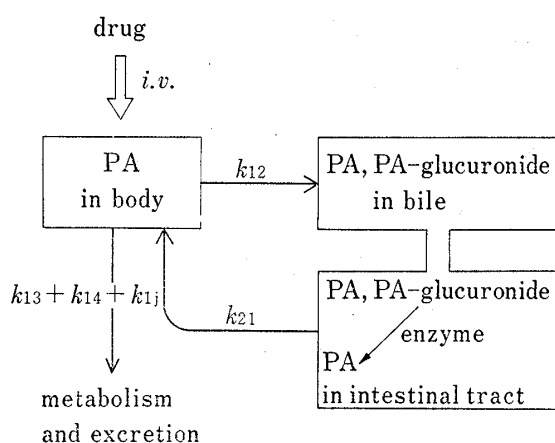 drug
i.v.
PA
in body
k12
PA, PA-glucuronide
in bile
k13 + k14 + k1j
k21
PA, PA-glucuronide
enzyme
PA
in intestinal tract
metabolism
and excretion